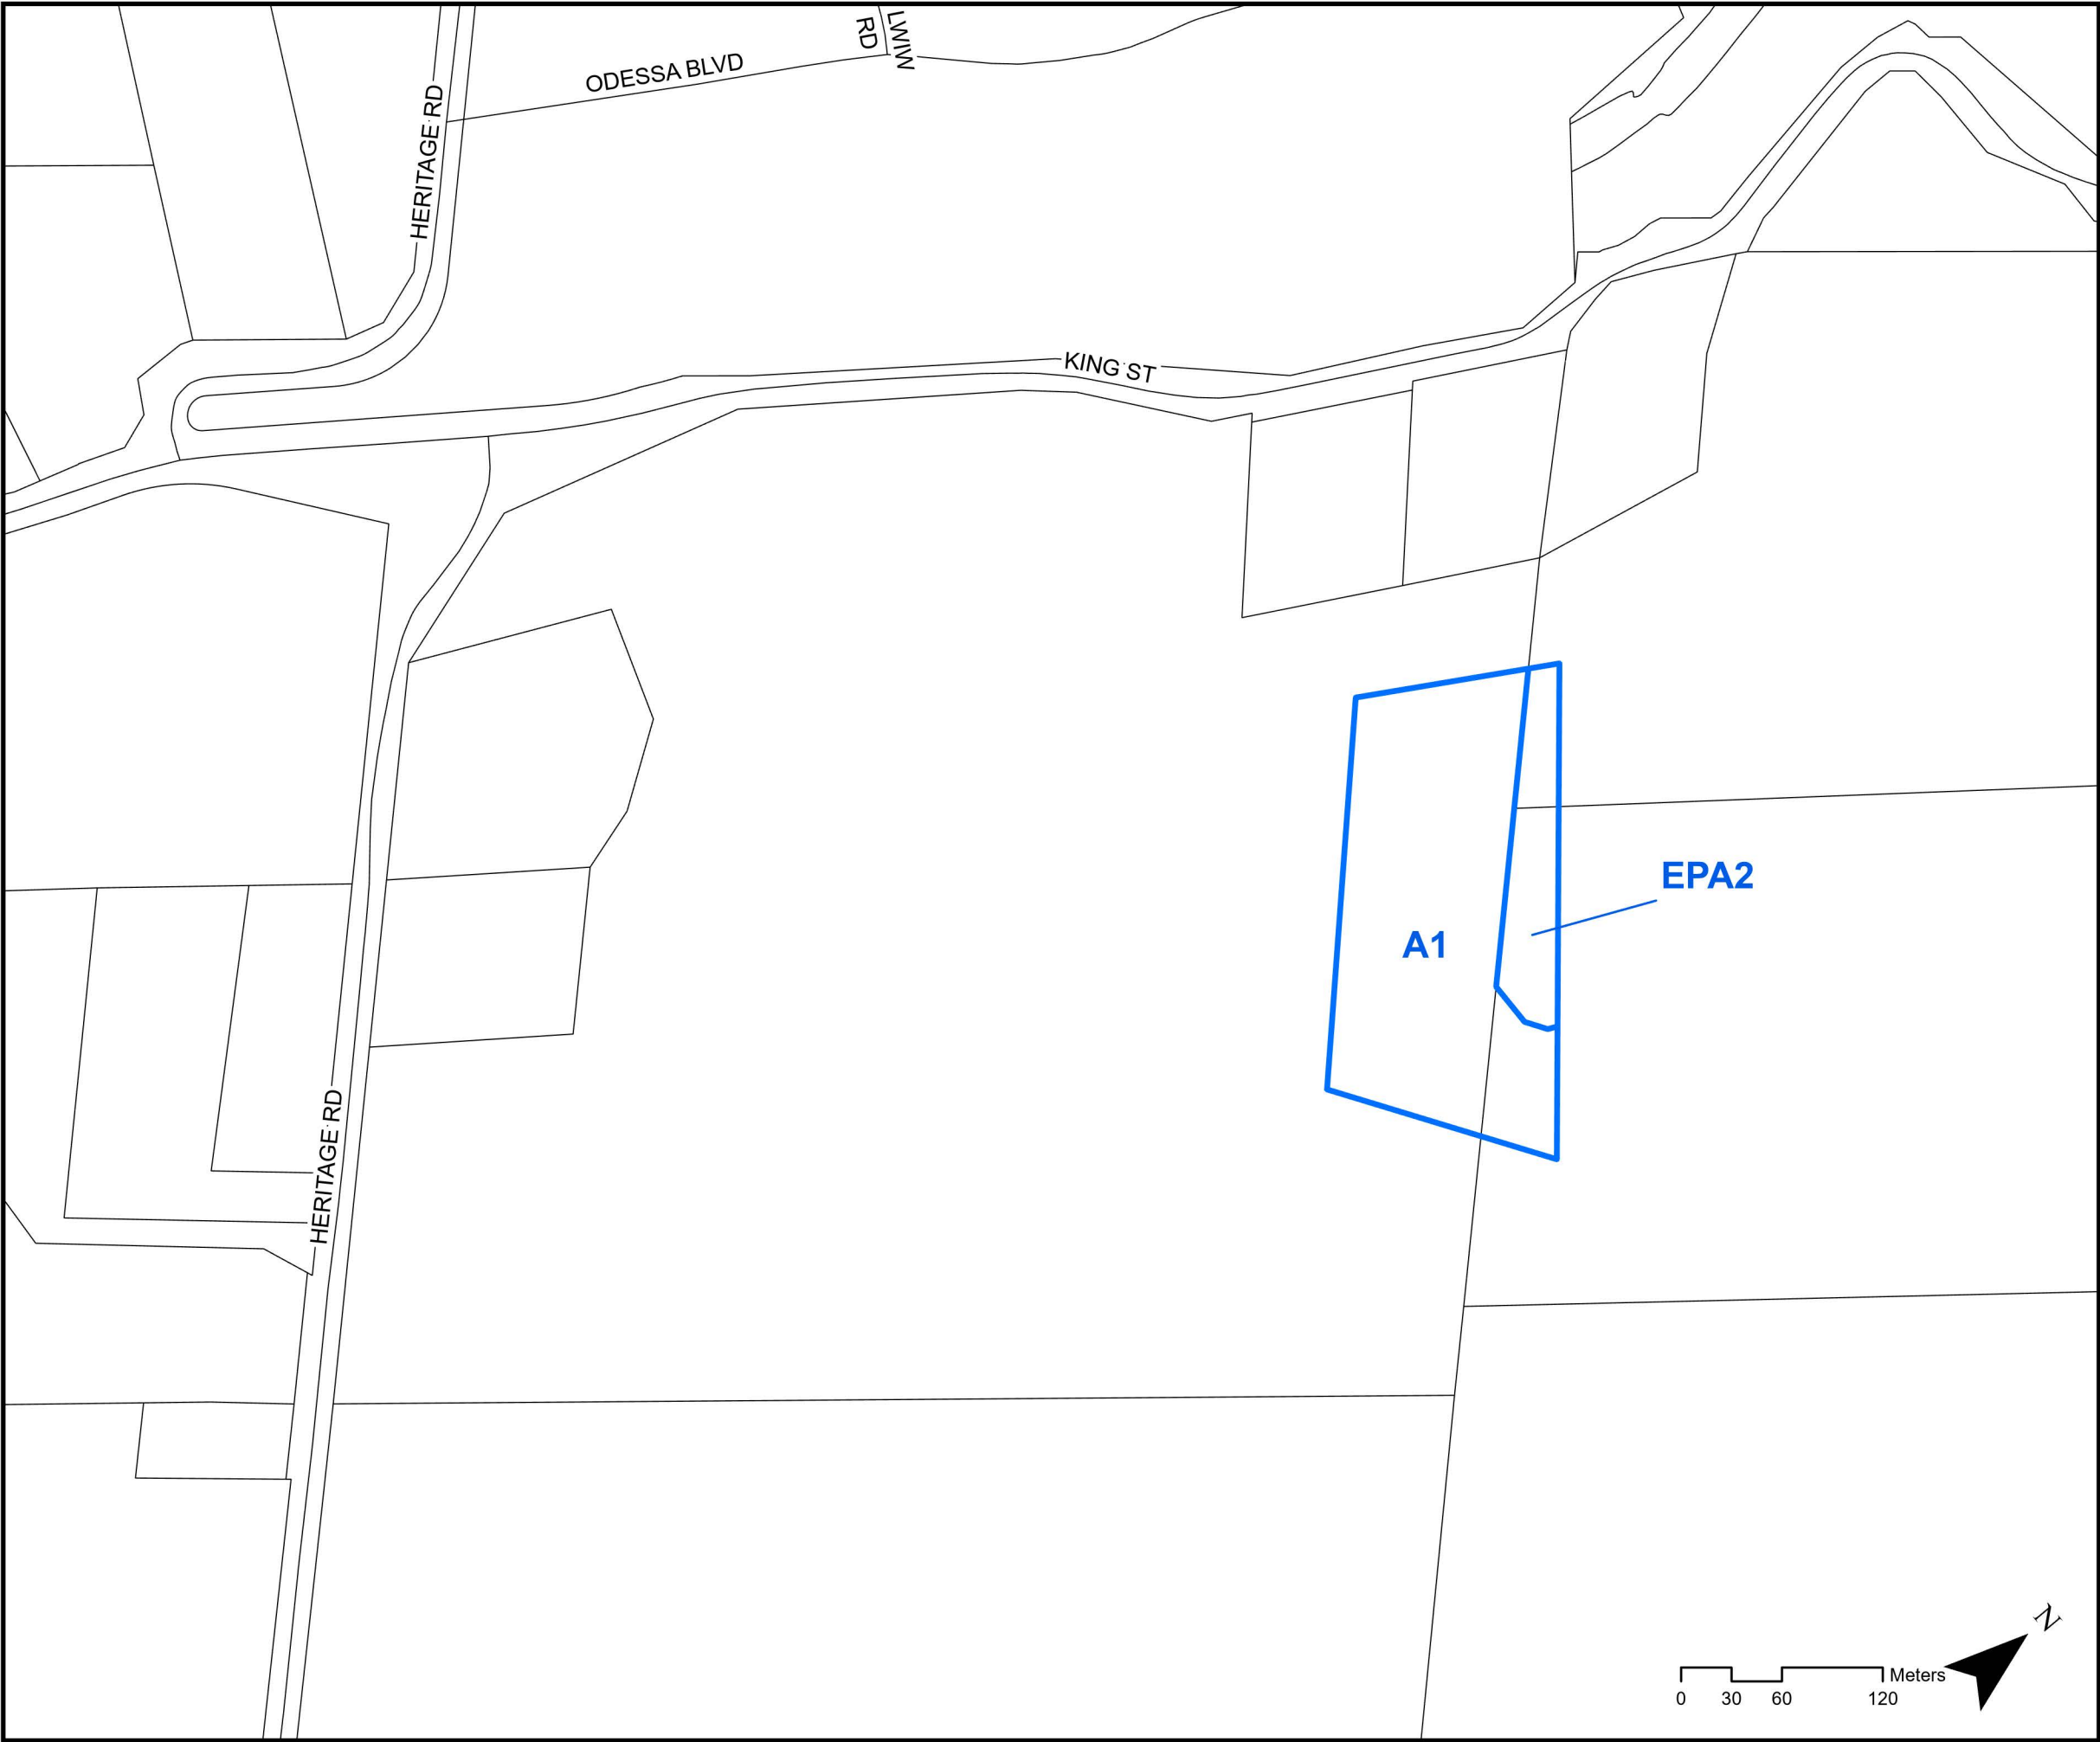 LWIW
RD
ODESSA BLVD
HERITAGE RD
KING ST
EPA2
A1
HERITAGE RD
N
Meters
0 30 60 120